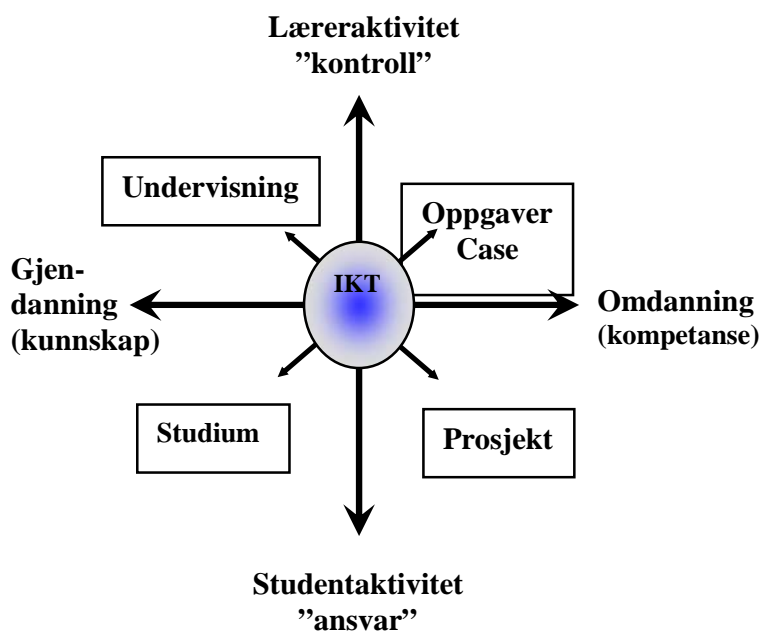 Læreraktivitet
”kontroll”
Undervisning
Oppgaver
Case
IKT
Gjen-
danning
(kunnskap)
Omdanning
(kompetanse)
Studium
Prosjekt
Studentaktivitet
”ansvar”